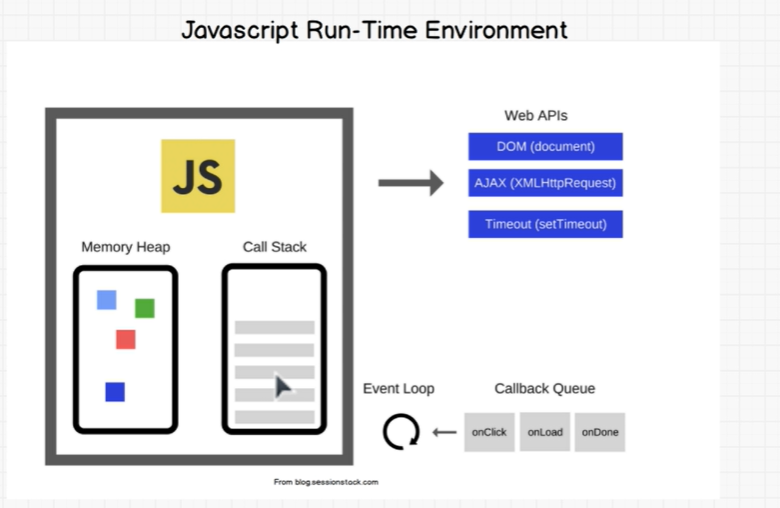 Javascript Run-Time Environment
Web APIs
DOM (document)
AJAX (XMLHttpRequest)
Timeout (setTimeout)
JS
Memory Heap
Call Stack
Event Loop
Callback Queue
onClick
onLoad
onDone
From blog.sessionstack.com